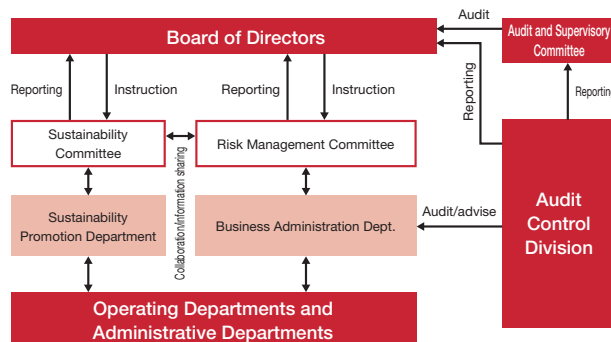 Board of Directors
Audit
Audit and Supervisory
Committee
Reporting
Instruction
Reporting
Instruction
Reporting
Reporting
Sustainability
Committee
Collaboration/information sharing
Risk Management Committee
Audit
Control
Division
Sustainability
Promotion Department
Business Administration Dept.
Audit/advise
Operating Departments and
Administrative Departments